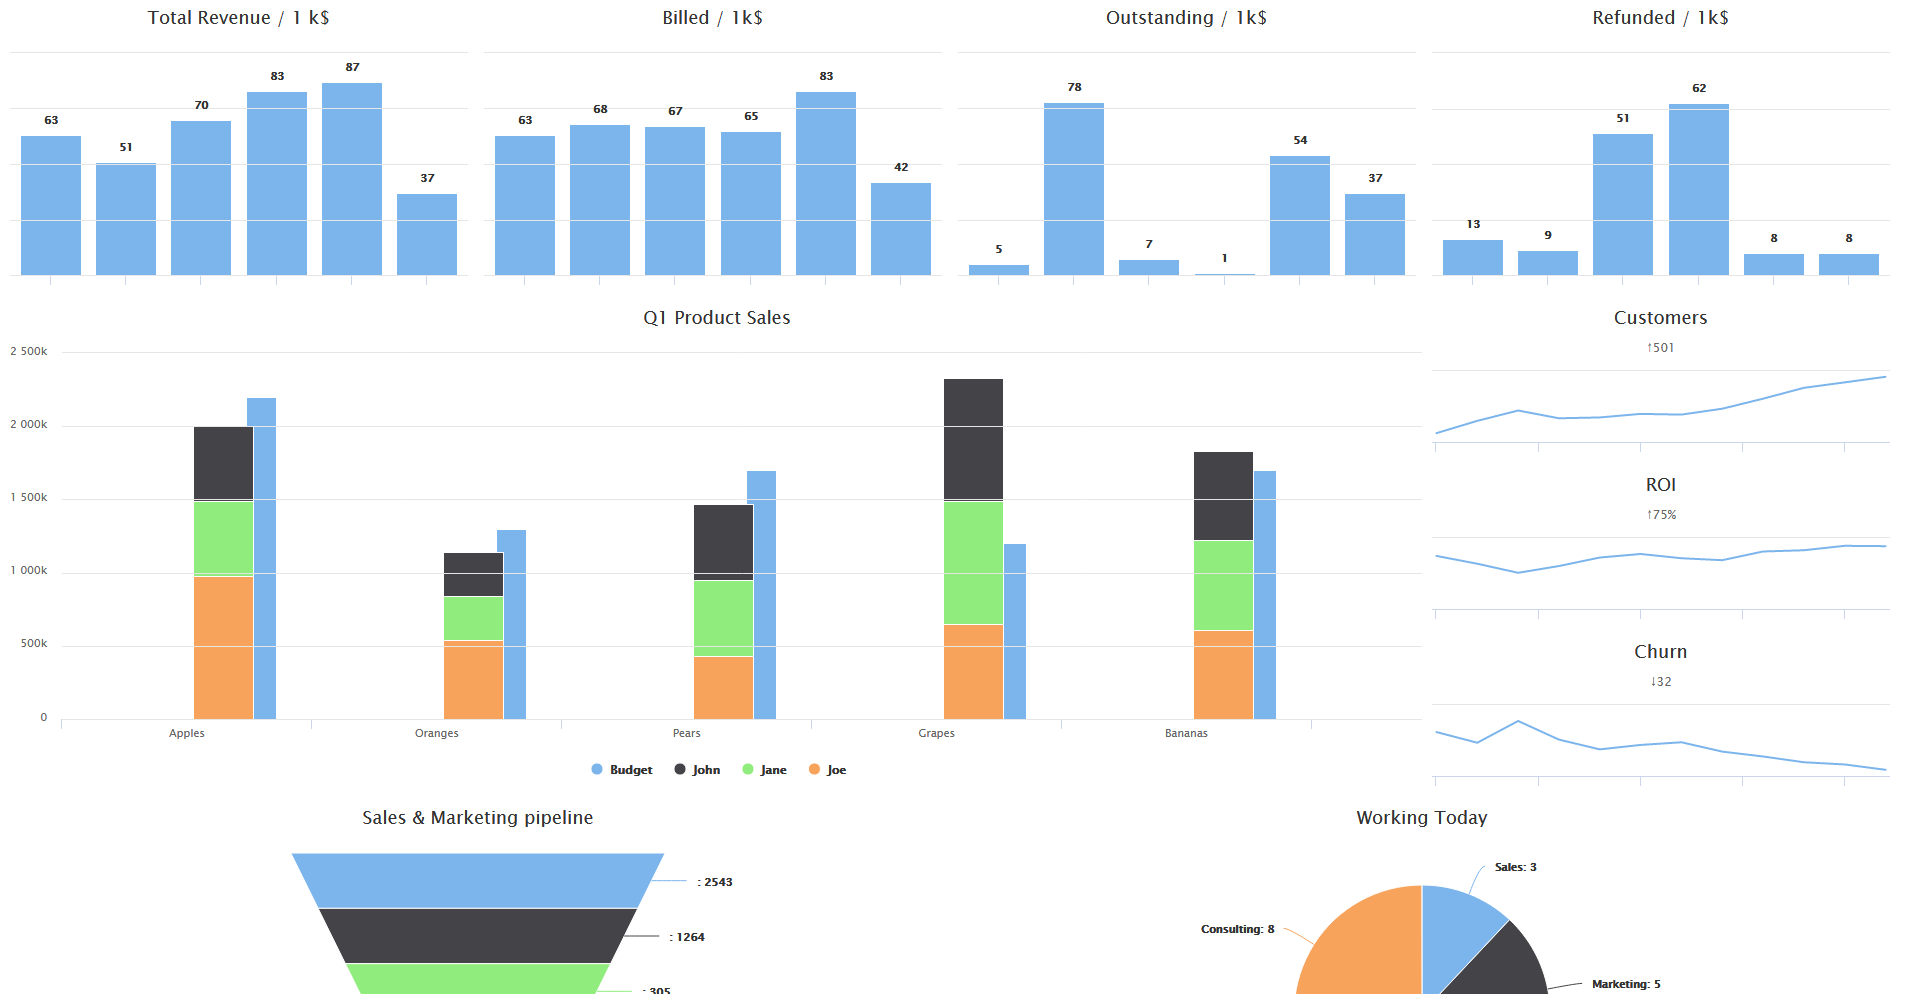 Total Revenue / 1 k$
63
51
70
83
87
37
Billed / 1k$
63
68
67
65
83
42
Outstanding / 1k$
5
78
7
1
54
37
Refunded / 1k$
13
9
51
62
8
8
Q1 Product Sales
2 500k
2 000k
1 500k
1 000k
500k
0
Apples
Oranges
Pears
Grapes
Bananas
Budget
John
Jane
Joe
Customers
↑501
ROI
↑75%
Churn
↓32
Sales & Marketing pipeline
: 2543
: 1264
: 305
Working Today
Sales: 3
Consulting: 8
Marketing: 5